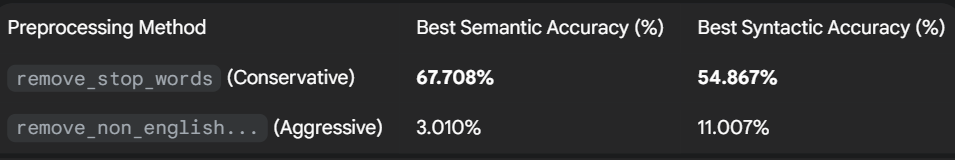 Preprocessing Method Best Semantic Accuracy (%) Best Syntactic Accuracy (%)
remove_stop_words (Conservative) 67.708% 54.867%
remove_non_english... (Aggressive) 3.010% 11.007%